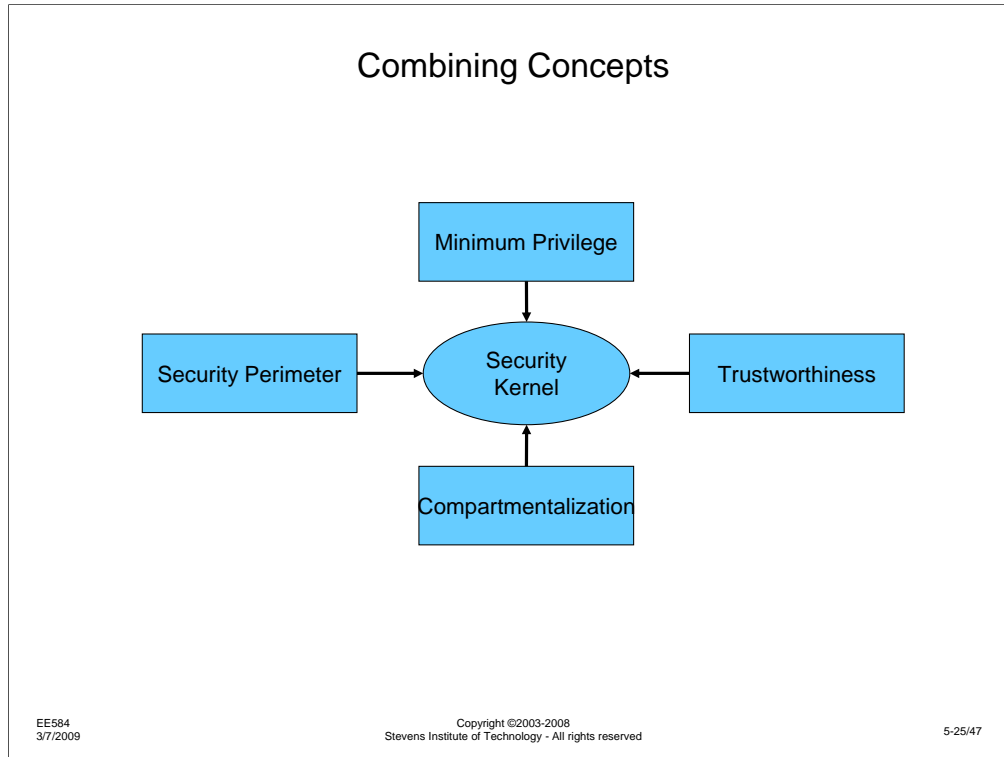 Combining Concepts
Minimum Privilege
Security Perimeter
Security
Kernel
Trustworthiness
Compartmentalization
EE584
3/7/2009
Copyright ©2003-2008
Stevens Institute of Technology - All rights reserved
5-25/47